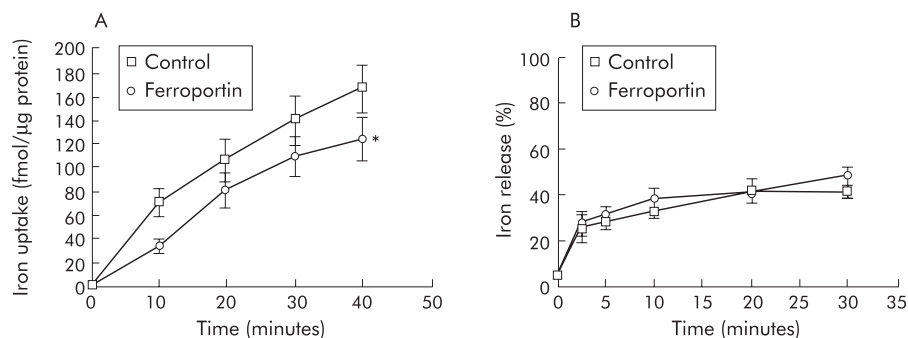 A
Iron uptake (fmol/μg protein)
200
180
160
140
120
100
80
60
40
20
0
Control
Ferroportin
*
0 10 20 30 40 50
Time (minutes)
B
Iron release (%)
100
80
60
40
20
0
Control
Ferroportin
0 5 10 15 20 25 30 35
Time (minutes)